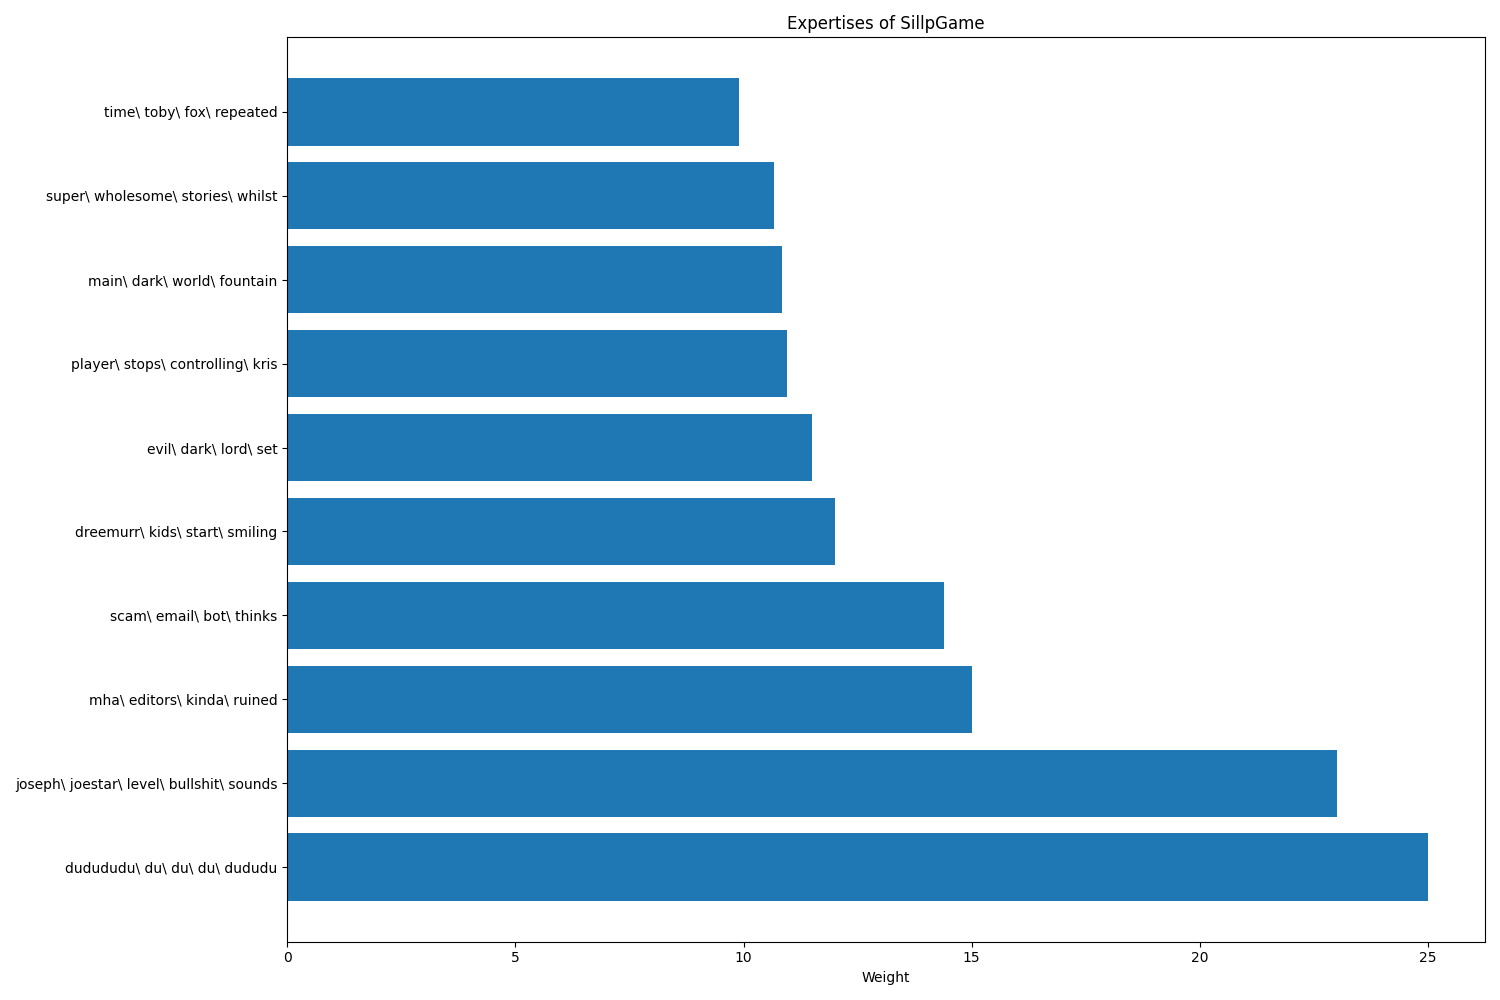 Expertises of SillpGame
time\ toby\ fox\ repeated
super\ wholesome\ stories\ whilst
main\ dark\ world\ fountain
player\ stops\ controlling\ kris
evil\ dark\ lord\ set
dreemurr\ kids\ start\ smiling
scam\ email\ bot\ thinks
mha\ editors\ kinda\ ruined
joseph\ joestar\ level\ bullshit\ sounds
dudududu\ du\ du\ du\ dududu
0 5 10 15 20 25
Weight